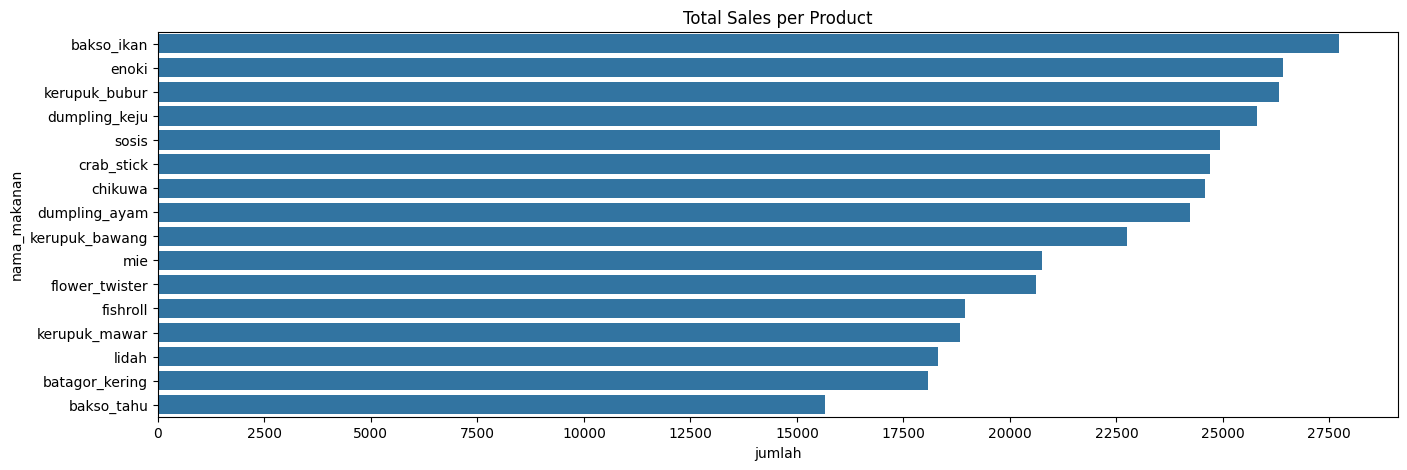 Total Sales per Product
nama_makanan
bakso_ikan
enoki
kerupuk_bubur
dumpling_keju
sosis
crab_stick
chikuwa
dumpling_ayam
kerupuk_bawang
mie
flower_twister
fishroll
kerupuk_mawar
lidah
batagor_kering
bakso_tahu
0 2500 5000 7500 10000 12500 15000 17500 20000 22500 25000 27500
jumlah